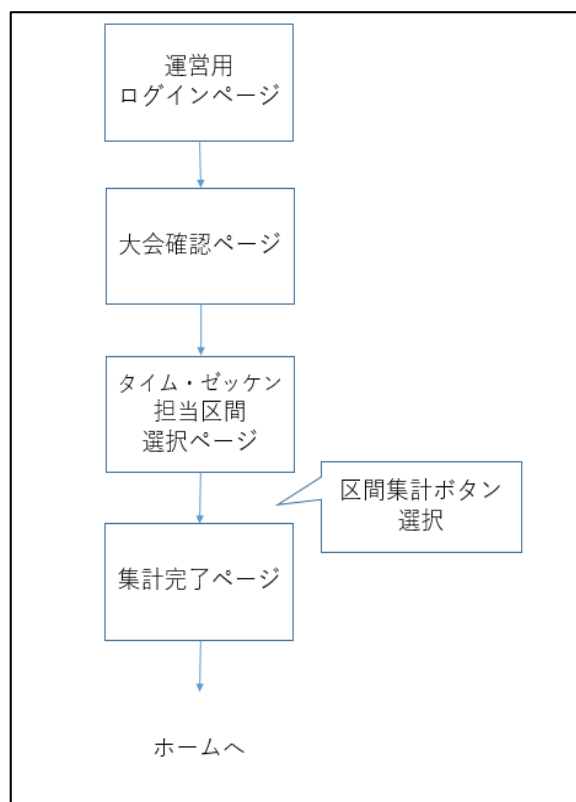 運営用
ログインページ
大会確認ページ
タイム・ゼッケン
担当区間
選択ページ
区間集計ボタン
選択
集計完了ページ
ホームへ